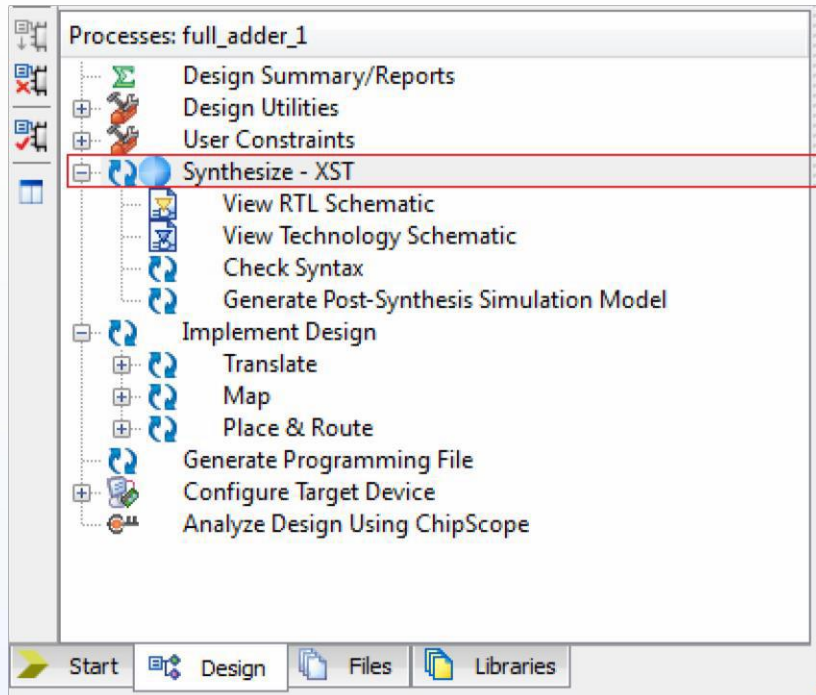 Processes: full_adder_1
Design Summary/Reports
Design Utilities
User Constraints
Synthesize - XST
View RTL Schematic
View Technology Schematic
Check Syntax
Generate Post-Synthesis Simulation Model
Implement Design
Translate
Map
Place & Route
Generate Programming File
Configure Target Device
Analyze Design Using ChipScope
Start Design Files Libraries